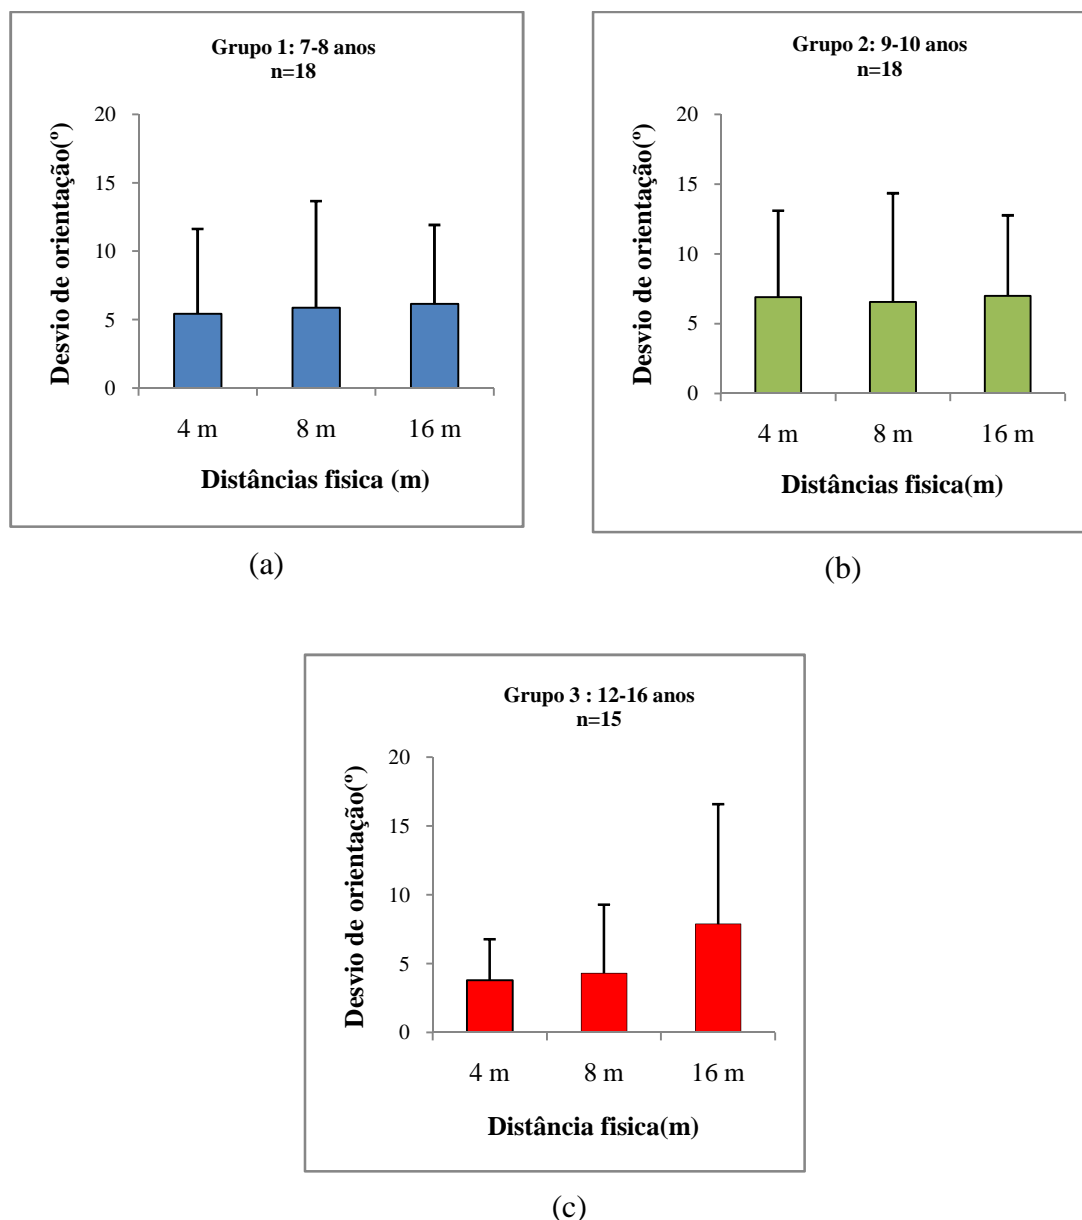 Grupo 1: 7-8 anos
n=18
Desvio de orientação(º)
20
15
10
5
0
4 m
8 m
16 m
Distâncias fisica (m)
(a)
Grupo 2: 9-10 anos
n=18
Desvio de orientação(º)
20
15
10
5
0
4 m
8 m
16 m
Distâncias fisica(m)
(b)
Grupo 3 : 12-16 anos
n=15
Desvio de orientação(º)
20
15
10
5
0
4 m
8 m
16 m
Distância fisica(m)
(c)